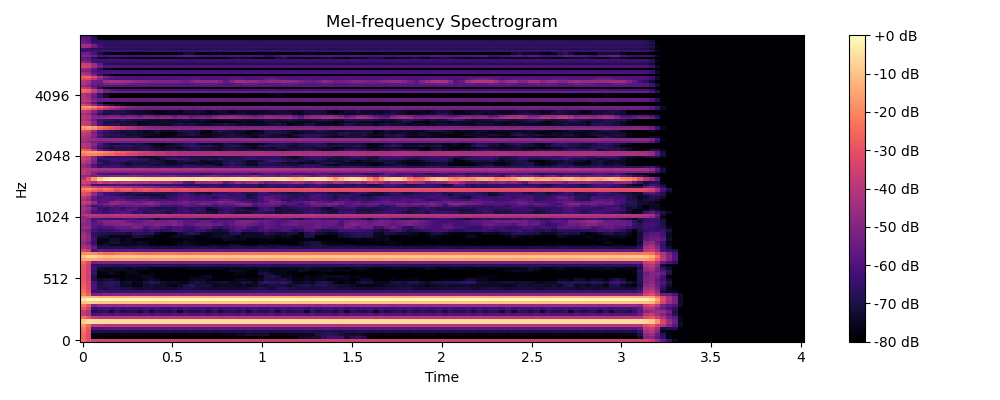 Mel-frequency Spectrogram
+0 dB
-10 dB
-20 dB
-30 dB
-40 dB
-50 dB
-60 dB
-70 dB
-80 dB
4096
2048
1024
512
0
Hz
0 0.5 1 1.5 2 2.5 3 3.5 4
Time